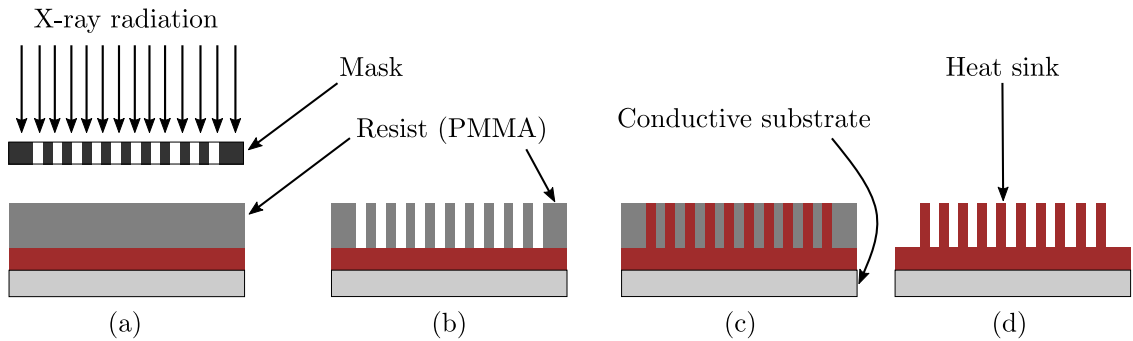 X-ray radiation
Mask
Resist (PMMA)
Conductive substrate
Heat sink
(a)
(b)
(c)
(d)